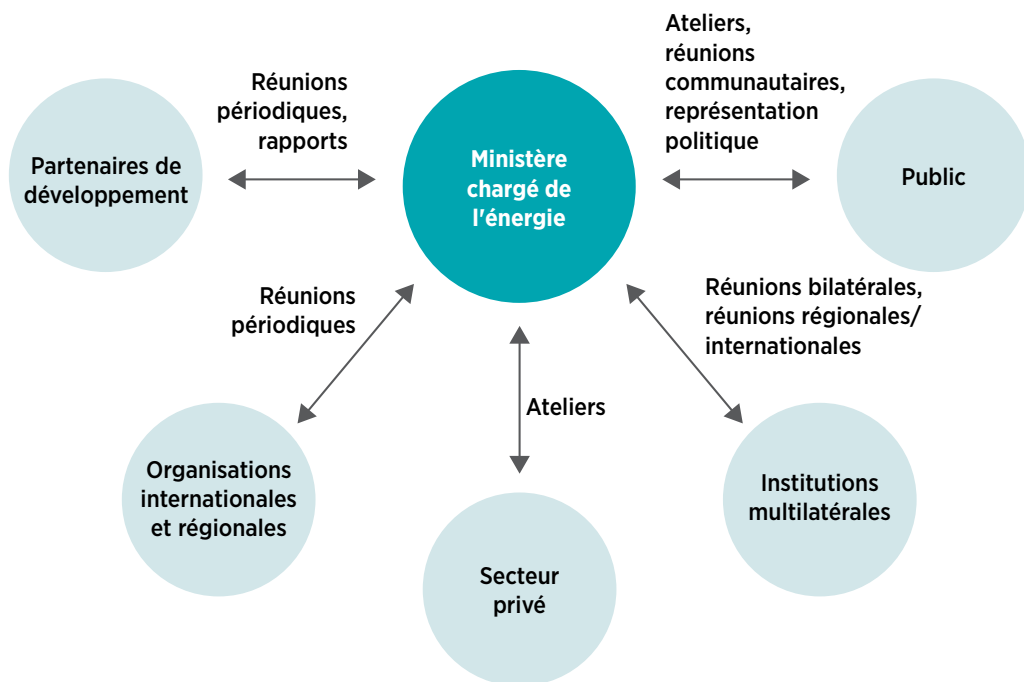 Partenaires de
développement
Réunions
périodiques,
rapports
Ministère
chargé de
l'énergie
Ateliers,
réunions
communautaires,
représentation
politique
Public
Réunions
périodiques
Organisations
internationales
et régionales
Ateliers
Secteur
privé
Réunions bilatérales,
réunions régionales/
internationales
Institutions
multilatérales